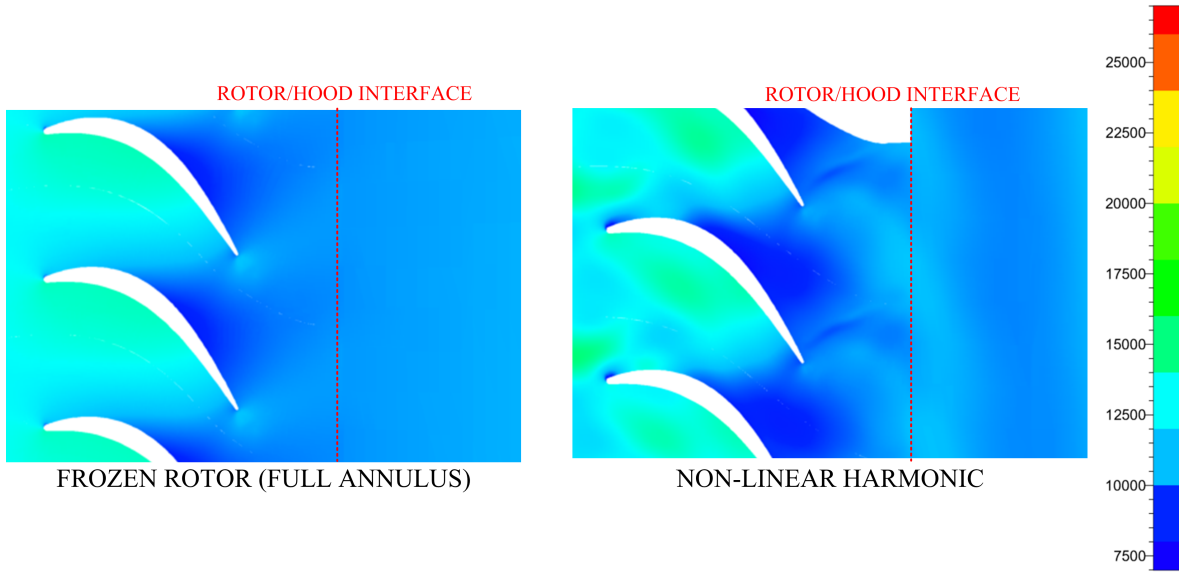 ROTOR/HOOD INTERFACE
ROTOR/HOOD INTERFACE
FROZEN ROTOR (FULL ANNULUS)
NON-LINEAR HARMONIC
25000
22500
20000
17500
15000
12500
10000
7500